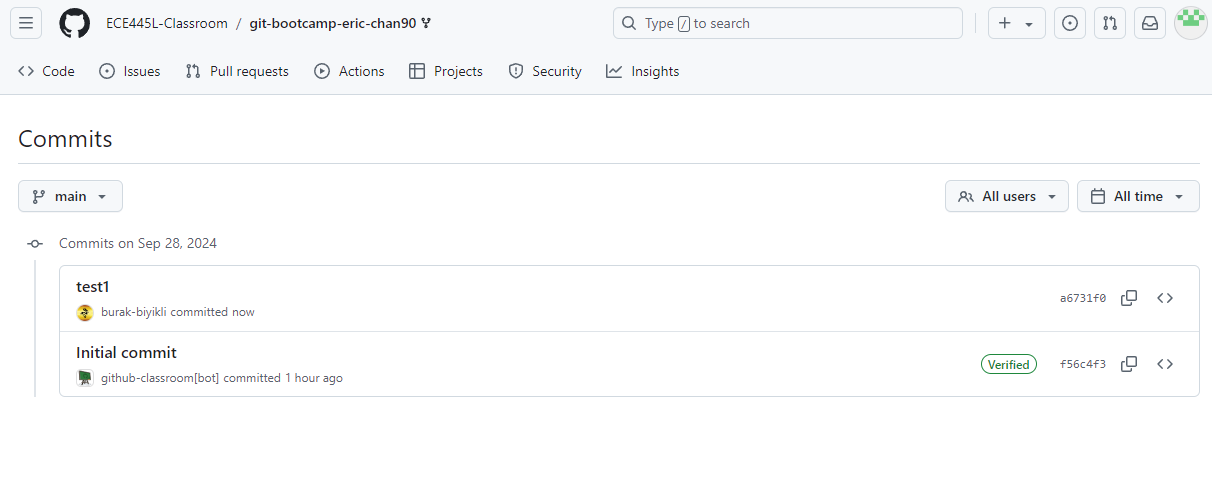 ECE445L-Classroom / git-bootcamp-eric-chan90
Type / to search
Code Issues Pull requests Actions Projects Security Insights
Commits
main
All users
All time
Commits on Sep 28, 2024
test1
burak-biyikli committed now
a6731f0
Initial commit
github-classroom[bot] committed 1 hour ago
Verified
f56c4f3